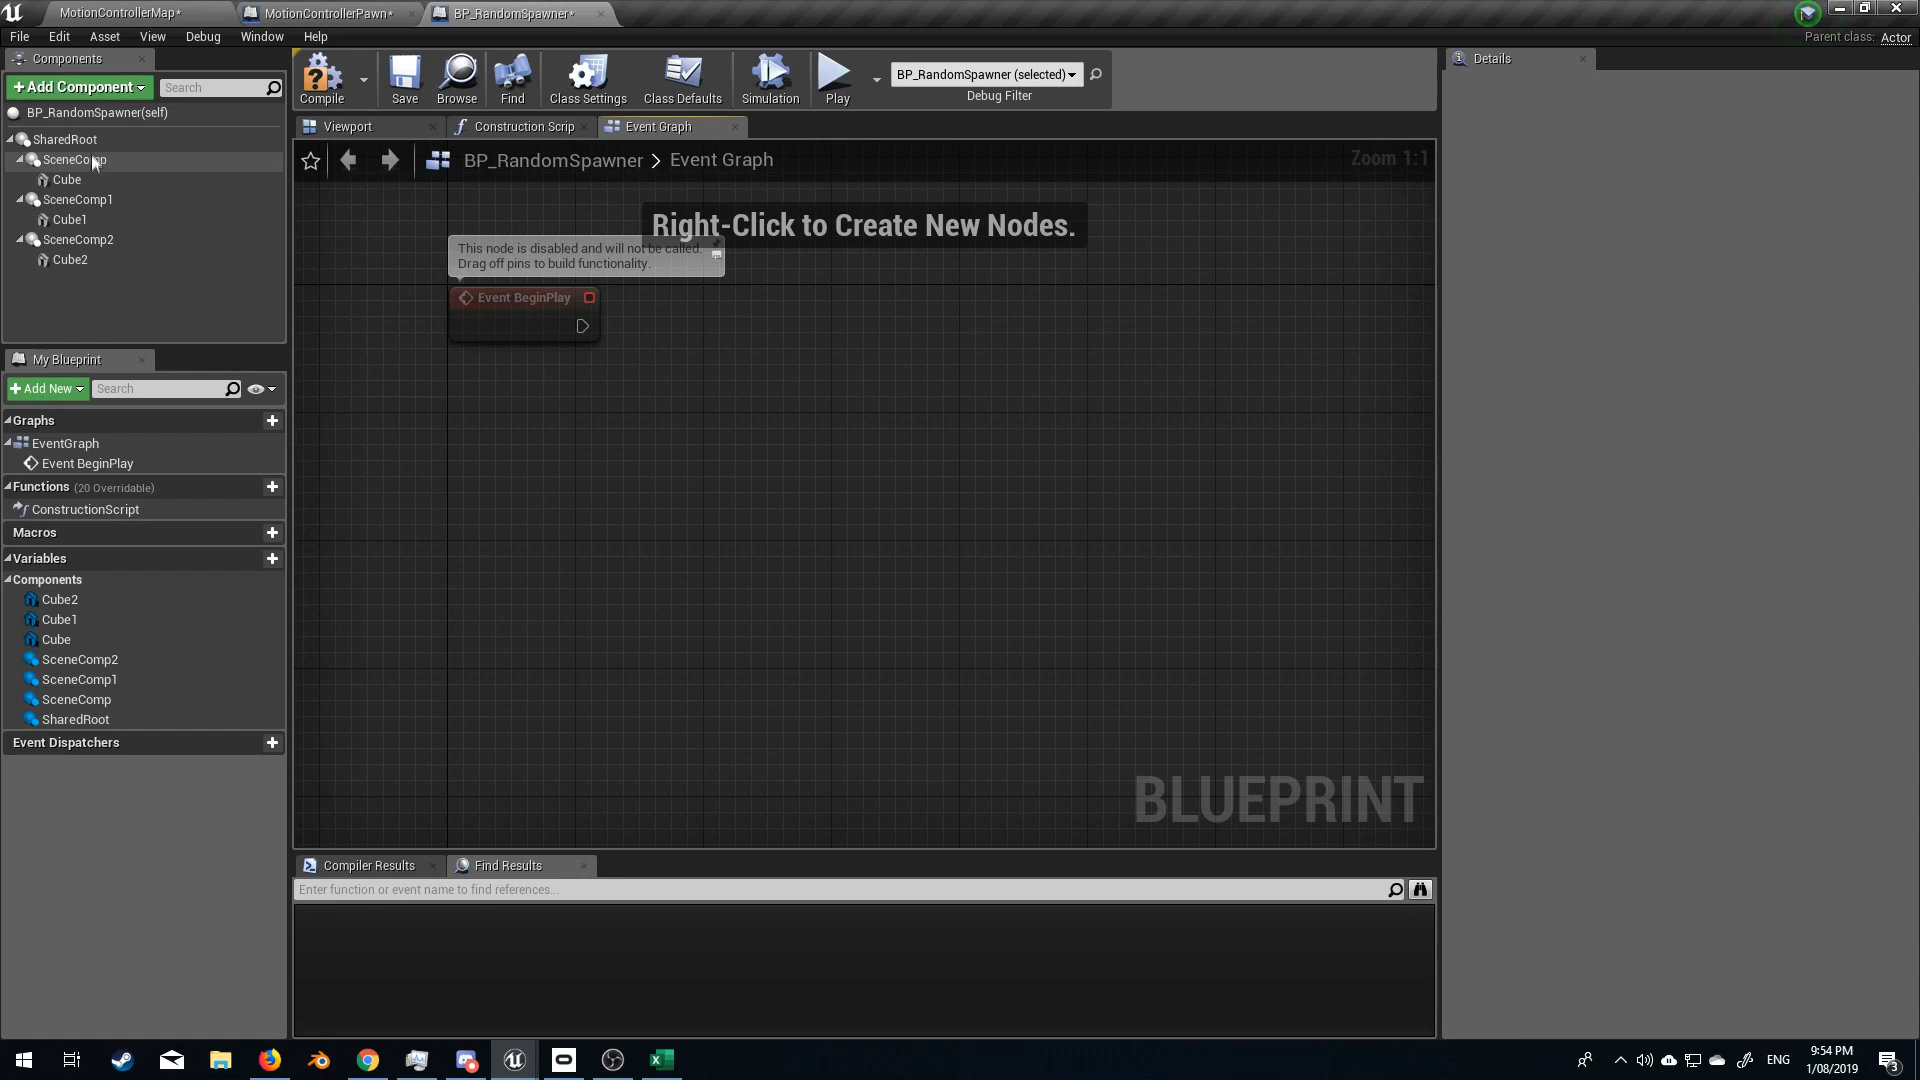 MotionControllerMap*
MotionControllerPawn*
BP_RandomSpawner*
File
Edit
Asset
View
Debug
Window
Help
Parent class: Actor
Components
+Add Component
Search
BP_RandomSpawner(self)
SharedRoot
SceneComp
Cube
SceneComp1
Cube1
SceneComp2
Cube2
Compile
Save
Browse
Find
Class Settings
Class Defaults
Simulation
Play
BP_RandomSpawner (selected)
Debug Filter
Viewport
Construction Scrip
Event Graph
BP_RandomSpawner > Event Graph
Zoom 1:1
Right-Click to Create New Nodes.
This node is disabled and will not be called.
Drag off pins to build functionality.
Event BeginPlay
BLUEPRINT
My Blueprint
+Add New
Search
Graphs
EventGraph
Event BeginPlay
Functions (20 Overridable)
ConstructionScript
Macros
Variables
Components
Cube2
Cube1
Cube
SceneComp2
SceneComp1
SceneComp
SharedRoot
Event Dispatchers
Compiler Results
Find Results
Enter function or event name to find references...
Details
ENG
9:54 PM
1/08/2019
3